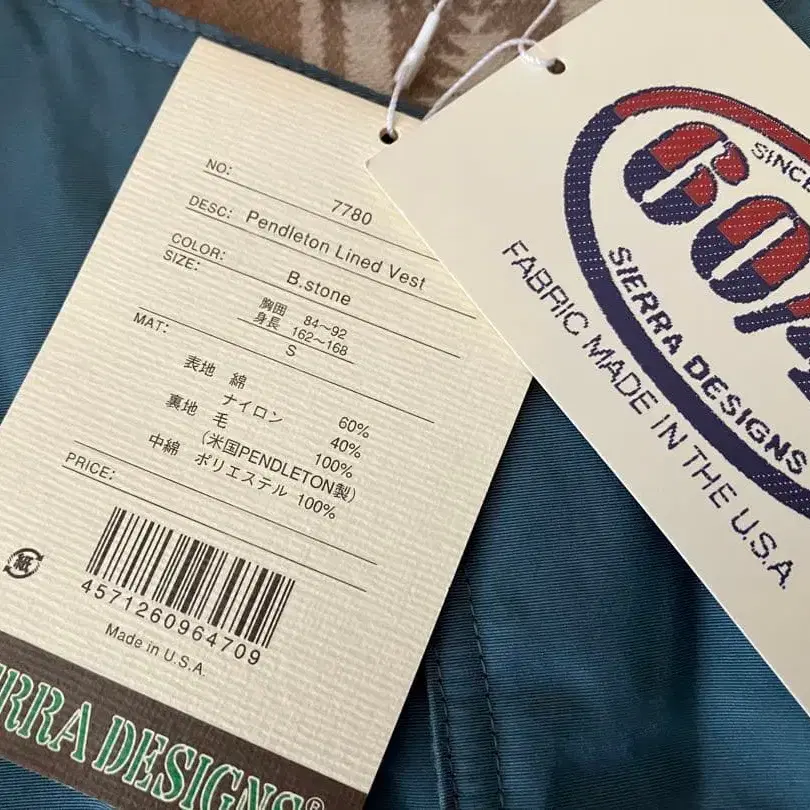 NO: 7780
DESC: Pendleton Lined Vest
COLOR: B.stone
SIZE: 胸囲 84～92
身長 162～168
S
MAT:
表地 綿 60%
ナイロン 40%
裏地 毛 100%
(米国PENDLETON製)
中綿 ポリエステル 100%
PRICE:
紙
4571260964709
Made in U.S.A.
ERRA DESIGNS®
SINCE
60/4
SIERRA DESIGNS
FABRIC MADE IN THE U.S.A.